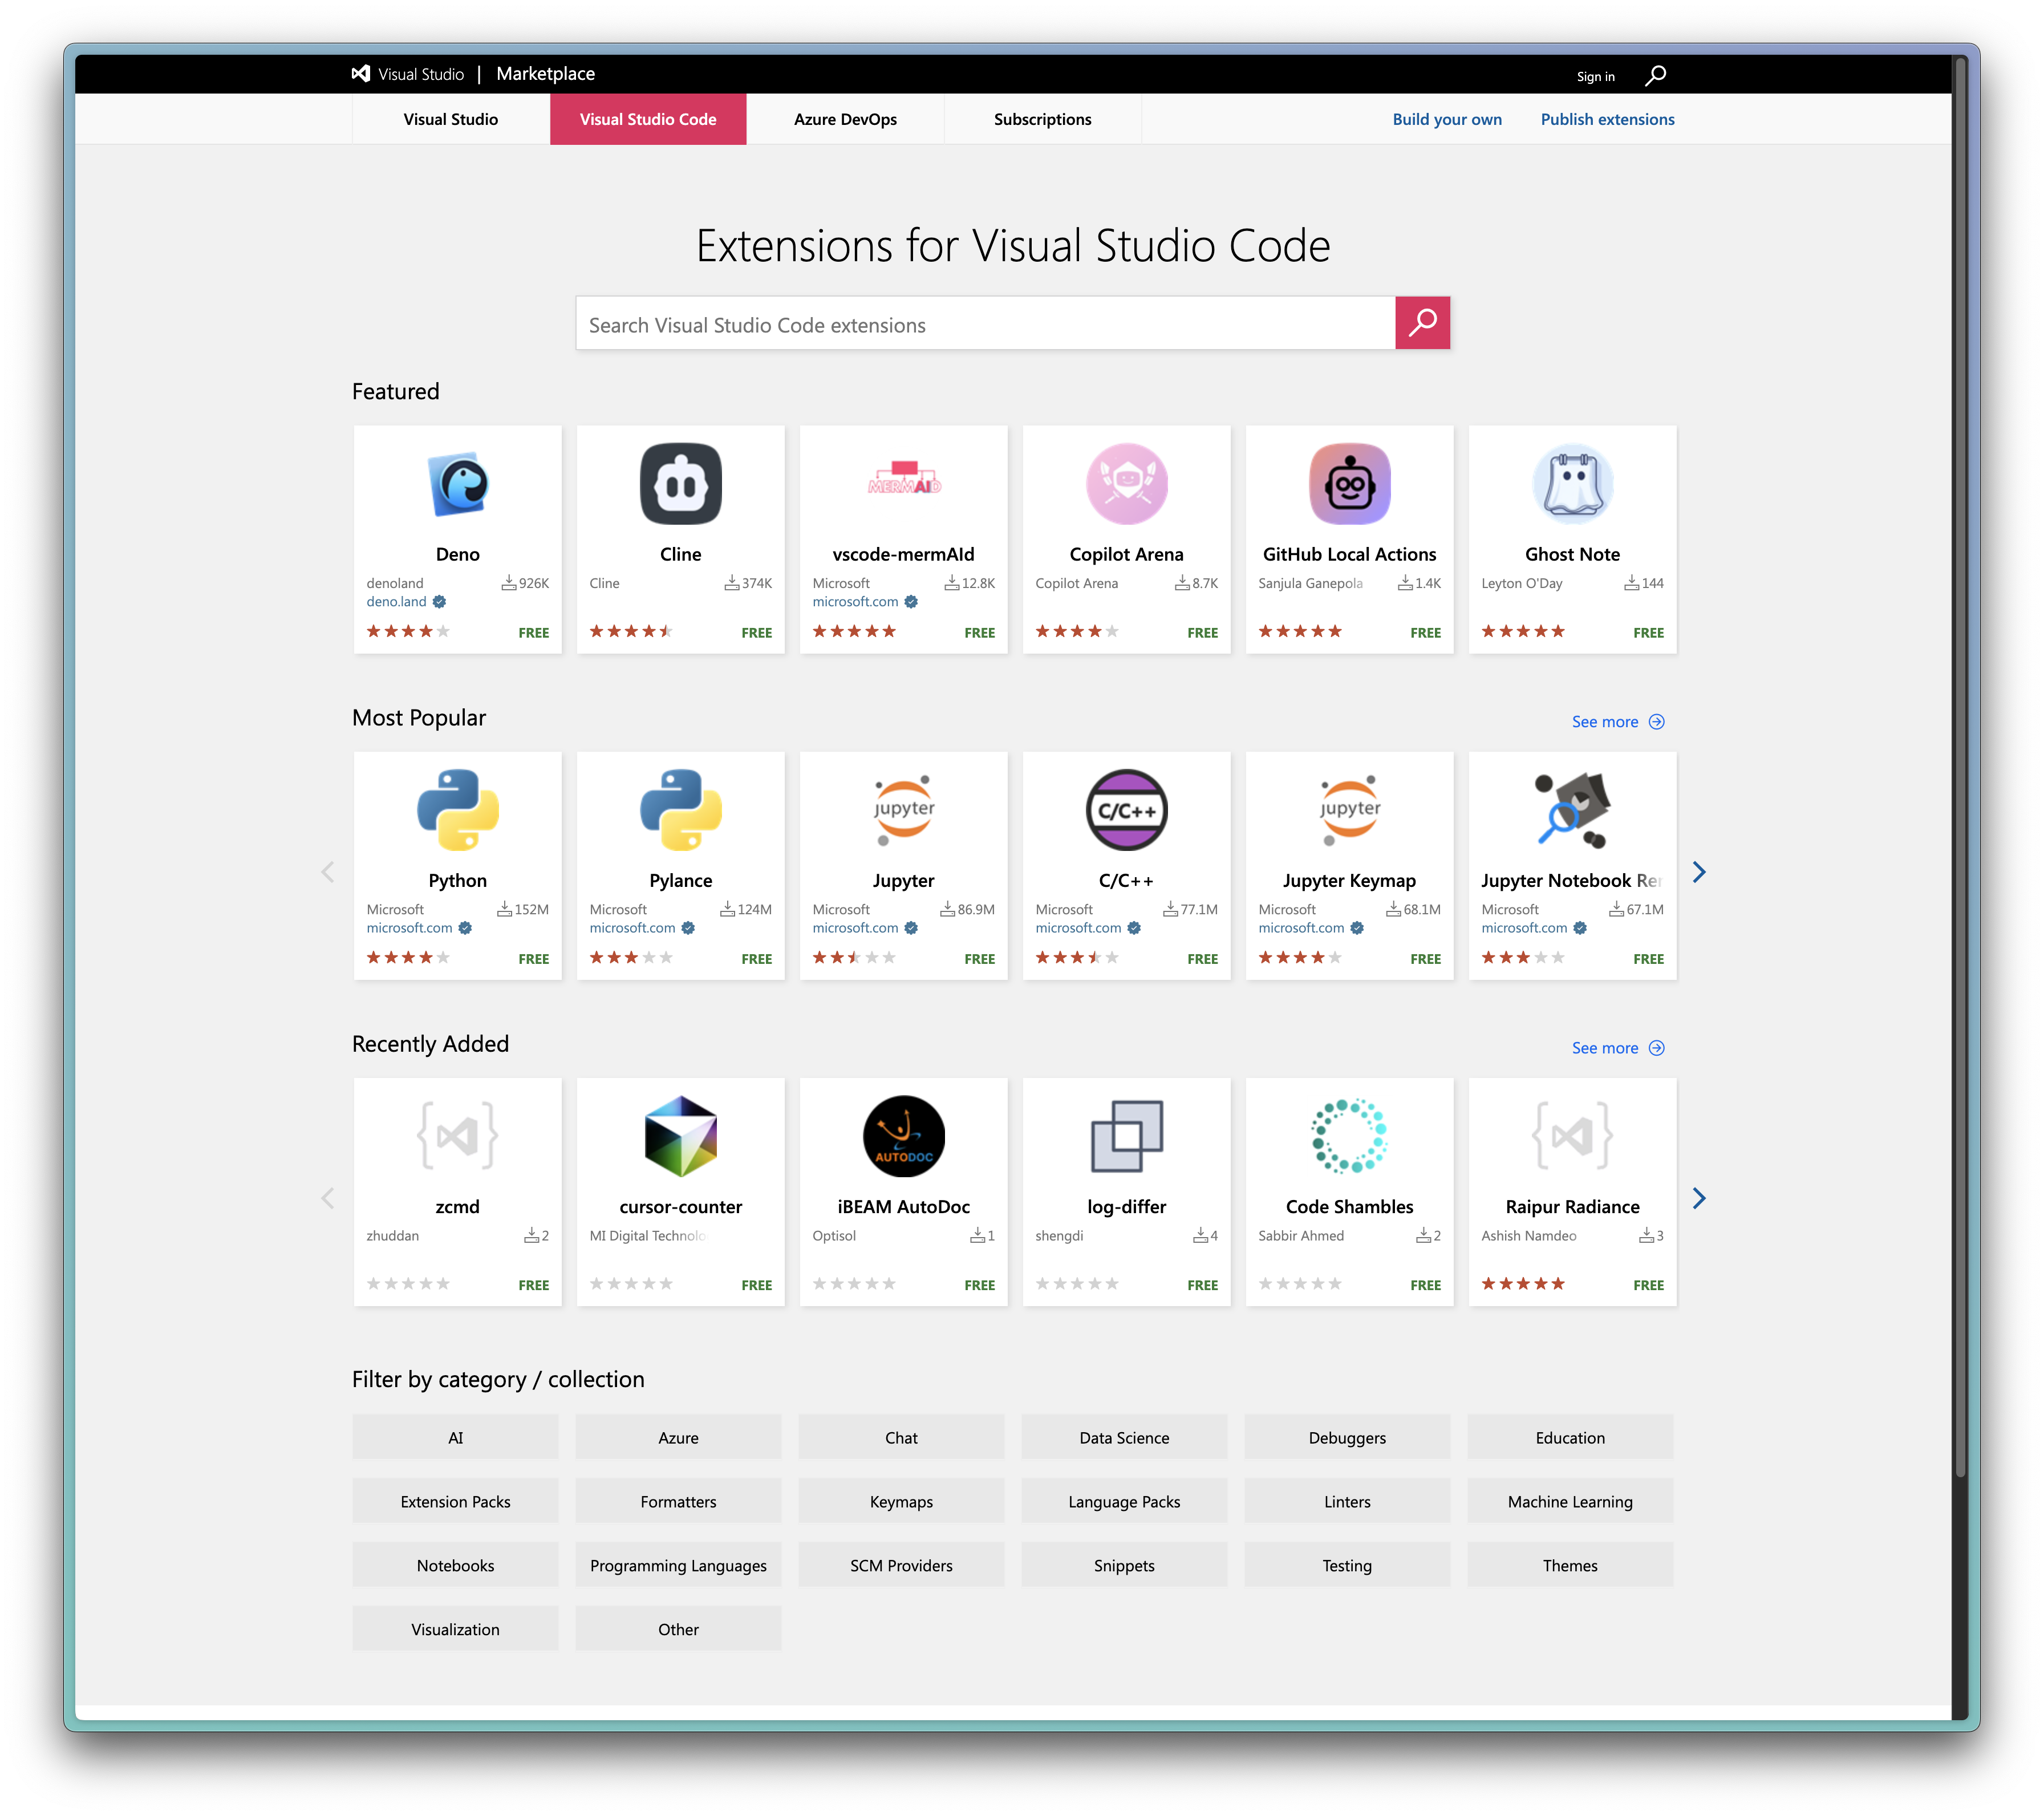 Visual Studio | Marketplace
Sign in
Visual Studio
Visual Studio Code
Azure DevOps
Subscriptions
Build your own
Publish extensions
Extensions for Visual Studio Code
Search Visual Studio Code extensions
Featured
MERMAID
Deno
Cline
vscode-mermAId
Copilot Arena
GitHub Local Actions
Ghost Note
denoland 926K
Cline 374K
Microsoft 12.8K
Copilot Arena 8.7K
Sanjula Ganepola 1.4K
Leyton O'Day 144
deno.land
microsoft.com
FREE
FREE
FREE
FREE
FREE
FREE
Most Popular
See more
jupyter
C/C++
jupyter
Python
Pylance
Jupyter
C/C++
Jupyter Keymap
Jupyter Notebook Rer
Microsoft 152M
Microsoft 124M
Microsoft 86.9M
Microsoft 77.1M
Microsoft 68.1M
Microsoft 67.1M
microsoft.com
microsoft.com
microsoft.com
microsoft.com
microsoft.com
microsoft.com
FREE
FREE
FREE
FREE
FREE
FREE
Recently Added
See more
AUTODOC
zcmd
cursor-counter
iBEAM AutoDoc
log-differ
Code Shambles
Raipur Radiance
zhuddan 2
MI Digital Technolo
Optisol 1
shengdi 4
Sabbir Ahmed 2
Ashish Namdeo 3
FREE
FREE
FREE
FREE
FREE
FREE
Filter by category / collection
AI
Azure
Chat
Data Science
Debuggers
Education
Extension Packs
Formatters
Keymaps
Language Packs
Linters
Machine Learning
Notebooks
Programming Languages
SCM Providers
Snippets
Testing
Themes
Visualization
Other